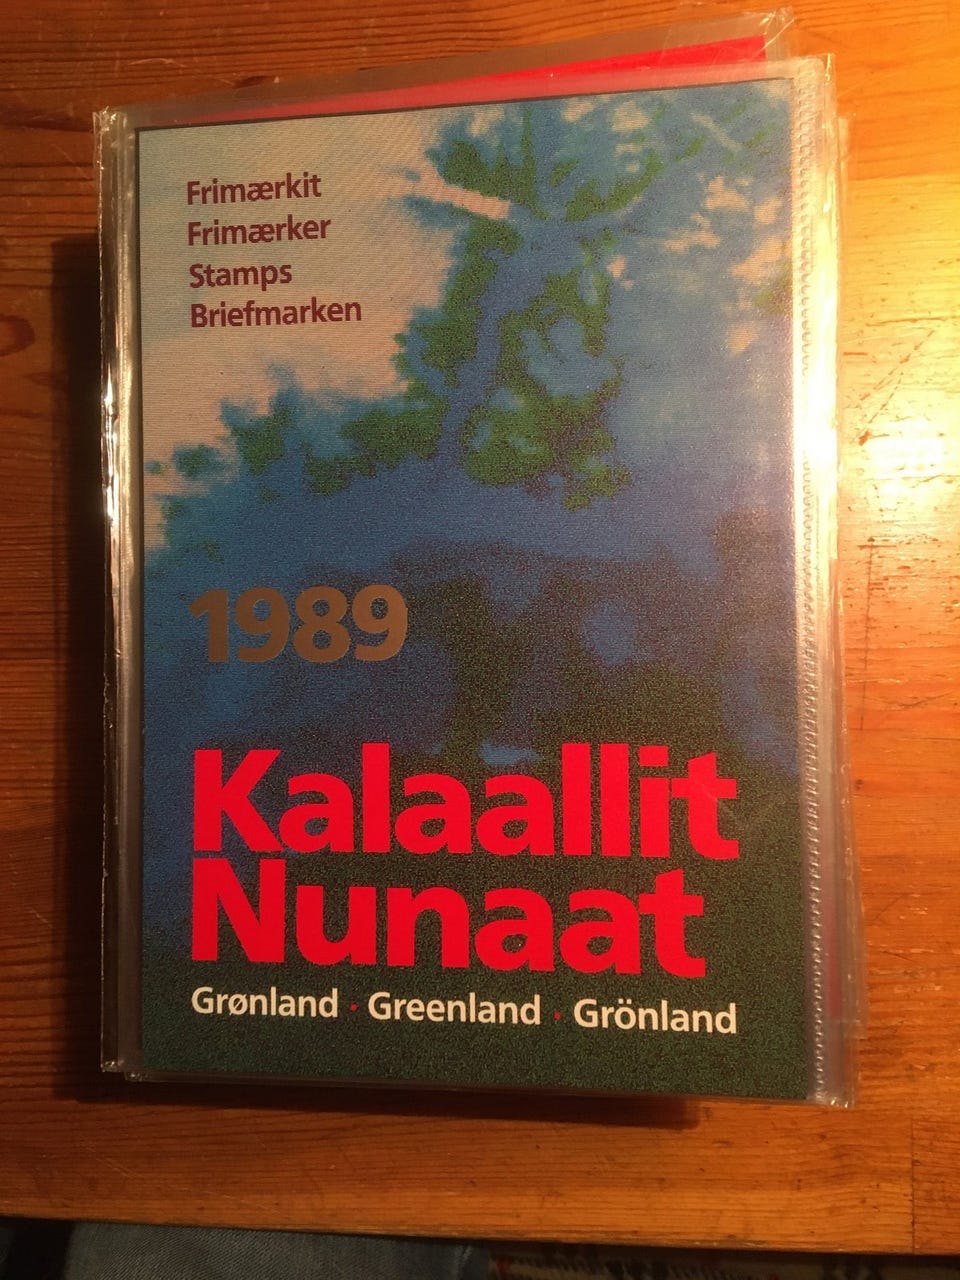 Frimærkit
Frimærker
Stamps
Briefmarken
1989
Kalaallit
Nunaat
Grønland · Greenland · Grönland